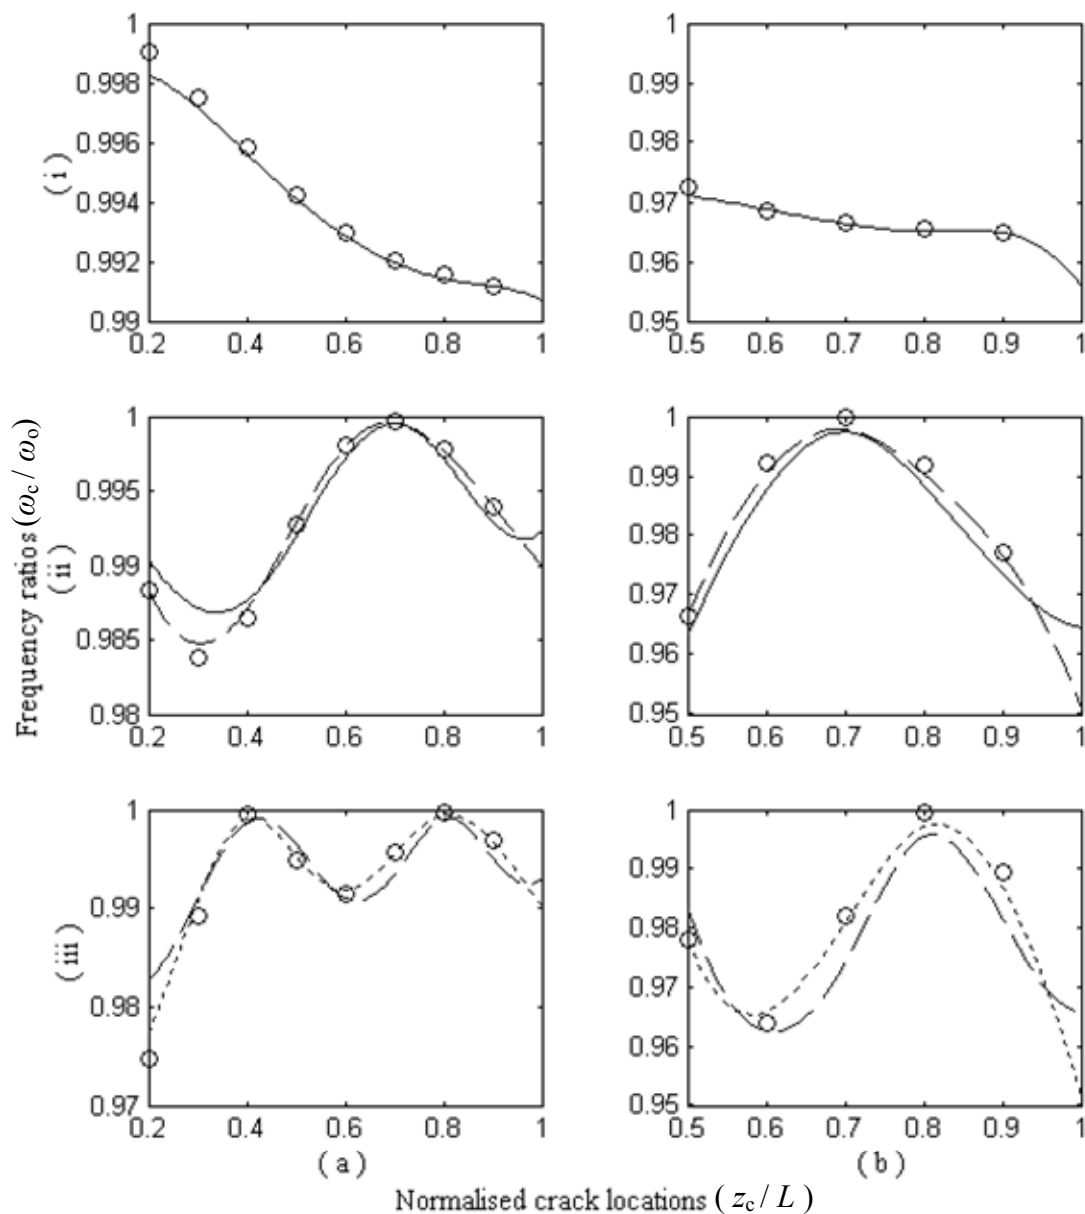 1
0.998
0.996
0.994
0.992
0.99
0.2 0.4 0.6 0.8 1
( i )
1
0.99
0.98
0.97
0.96
0.95
0.5 0.6 0.7 0.8 0.9 1
Frequency ratios (ωc / ωo)
1
0.995
0.99
0.985
0.98
0.2 0.4 0.6 0.8 1
( ii )
1
0.99
0.98
0.97
0.96
0.95
0.5 0.6 0.7 0.8 0.9 1
1
0.99
0.98
0.97
0.2 0.4 0.6 0.8 1
( iii )
1
0.99
0.98
0.97
0.96
0.95
0.5 0.6 0.7 0.8 0.9 1
( a ) ( b )
Normalised crack locations ( zc / L )